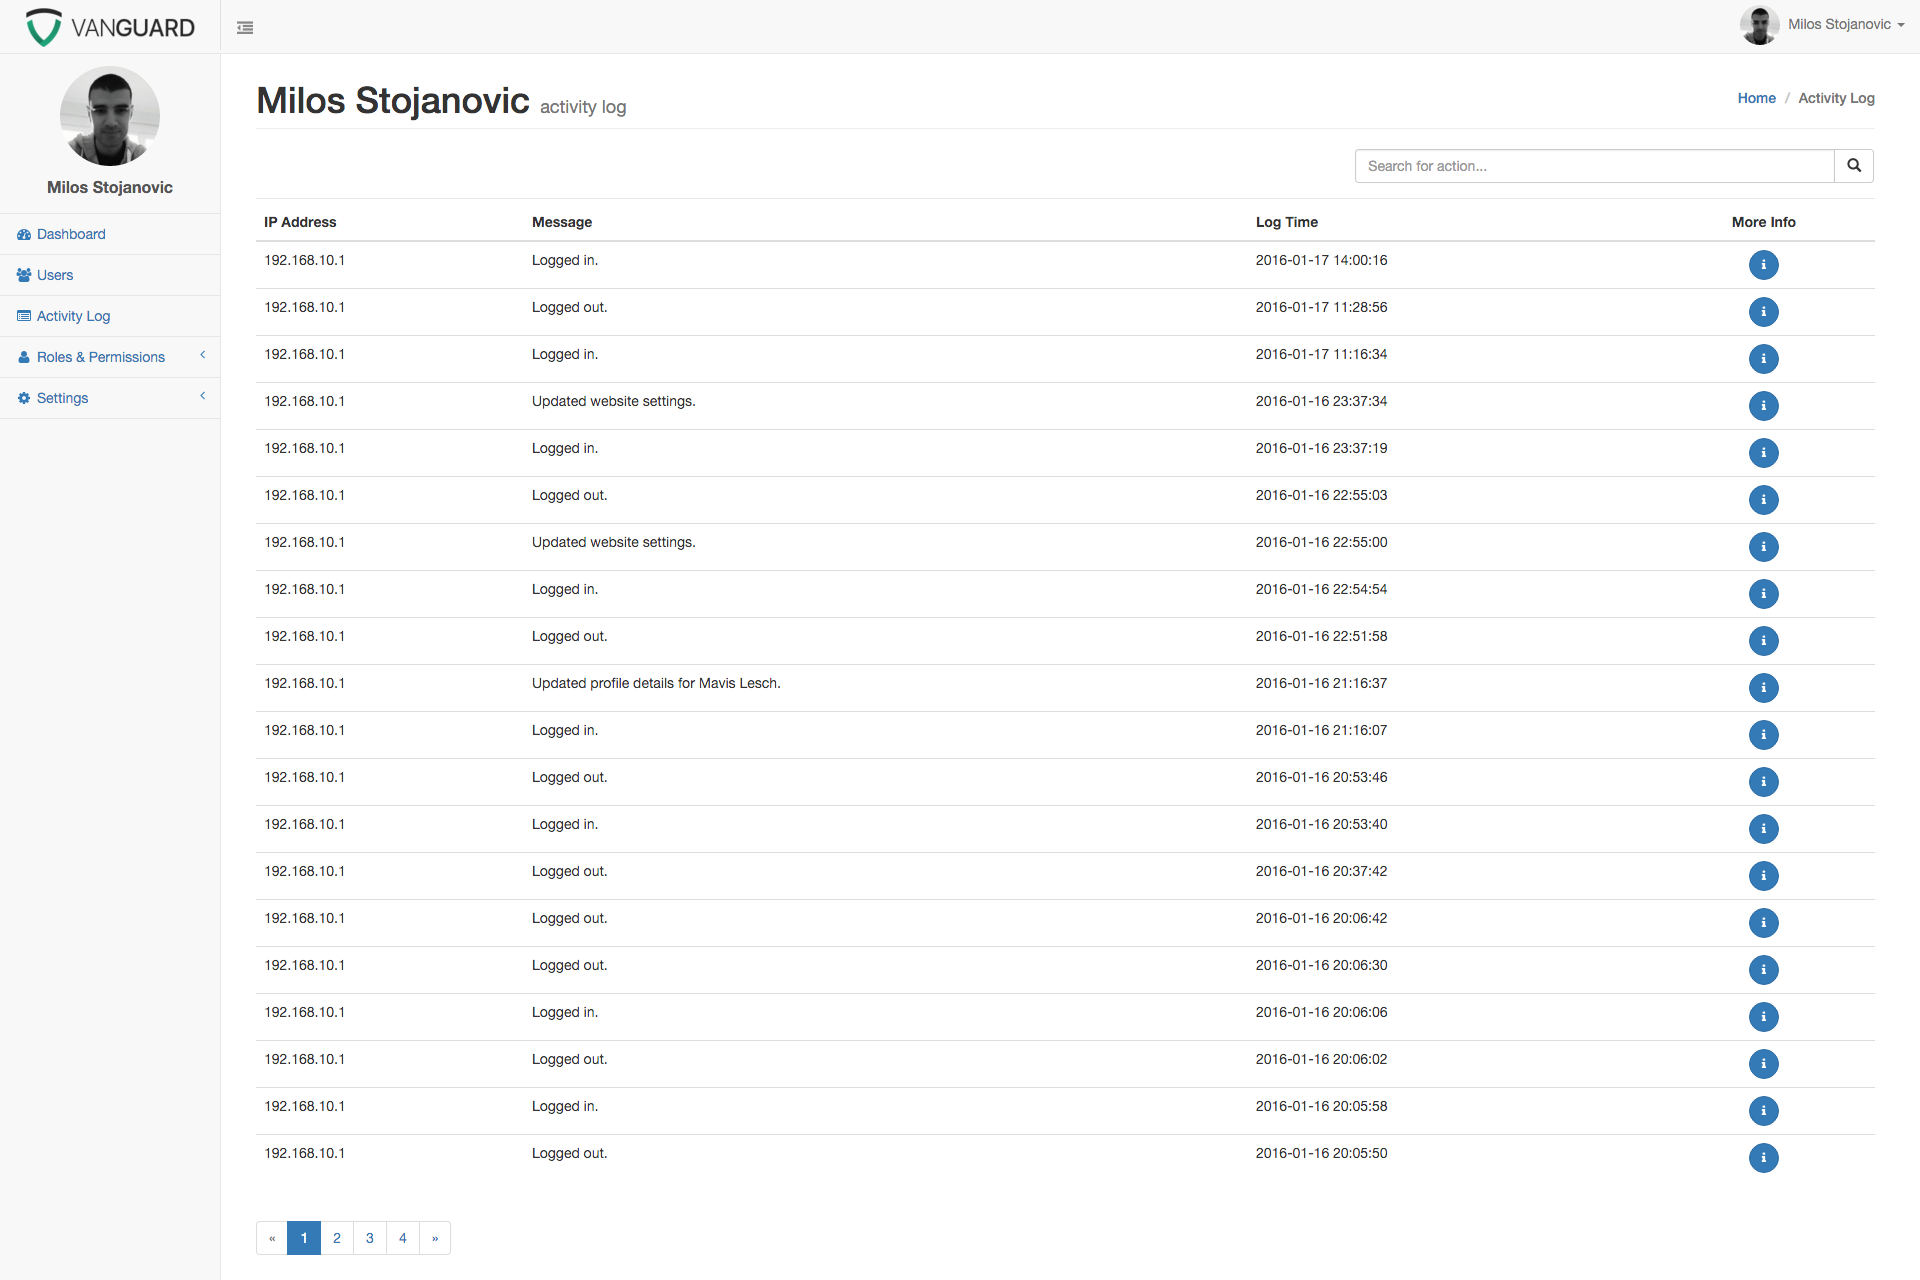 VANGUARD
Milos Stojanovic
Milos Stojanovic
Dashboard
Users
Activity Log
Roles & Permissions
Settings
Milos Stojanovic activity log
Home / Activity Log
Search for action...
IP Address Message Log Time More Info
192.168.10.1 Logged in. 2016-01-17 14:00:16
192.168.10.1 Logged out. 2016-01-17 11:28:56
192.168.10.1 Logged in. 2016-01-17 11:16:34
192.168.10.1 Updated website settings. 2016-01-16 23:37:34
192.168.10.1 Logged in. 2016-01-16 23:37:19
192.168.10.1 Logged out. 2016-01-16 22:55:03
192.168.10.1 Updated website settings. 2016-01-16 22:55:00
192.168.10.1 Logged in. 2016-01-16 22:54:54
192.168.10.1 Logged out. 2016-01-16 22:51:58
192.168.10.1 Updated profile details for Mavis Lesch. 2016-01-16 21:16:37
192.168.10.1 Logged in. 2016-01-16 21:16:07
192.168.10.1 Logged out. 2016-01-16 20:53:46
192.168.10.1 Logged in. 2016-01-16 20:53:40
192.168.10.1 Logged out. 2016-01-16 20:37:42
192.168.10.1 Logged out. 2016-01-16 20:06:42
192.168.10.1 Logged out. 2016-01-16 20:06:30
192.168.10.1 Logged in. 2016-01-16 20:06:06
192.168.10.1 Logged out. 2016-01-16 20:06:02
192.168.10.1 Logged in. 2016-01-16 20:05:58
192.168.10.1 Logged out. 2016-01-16 20:05:50
« 1 2 3 4 »